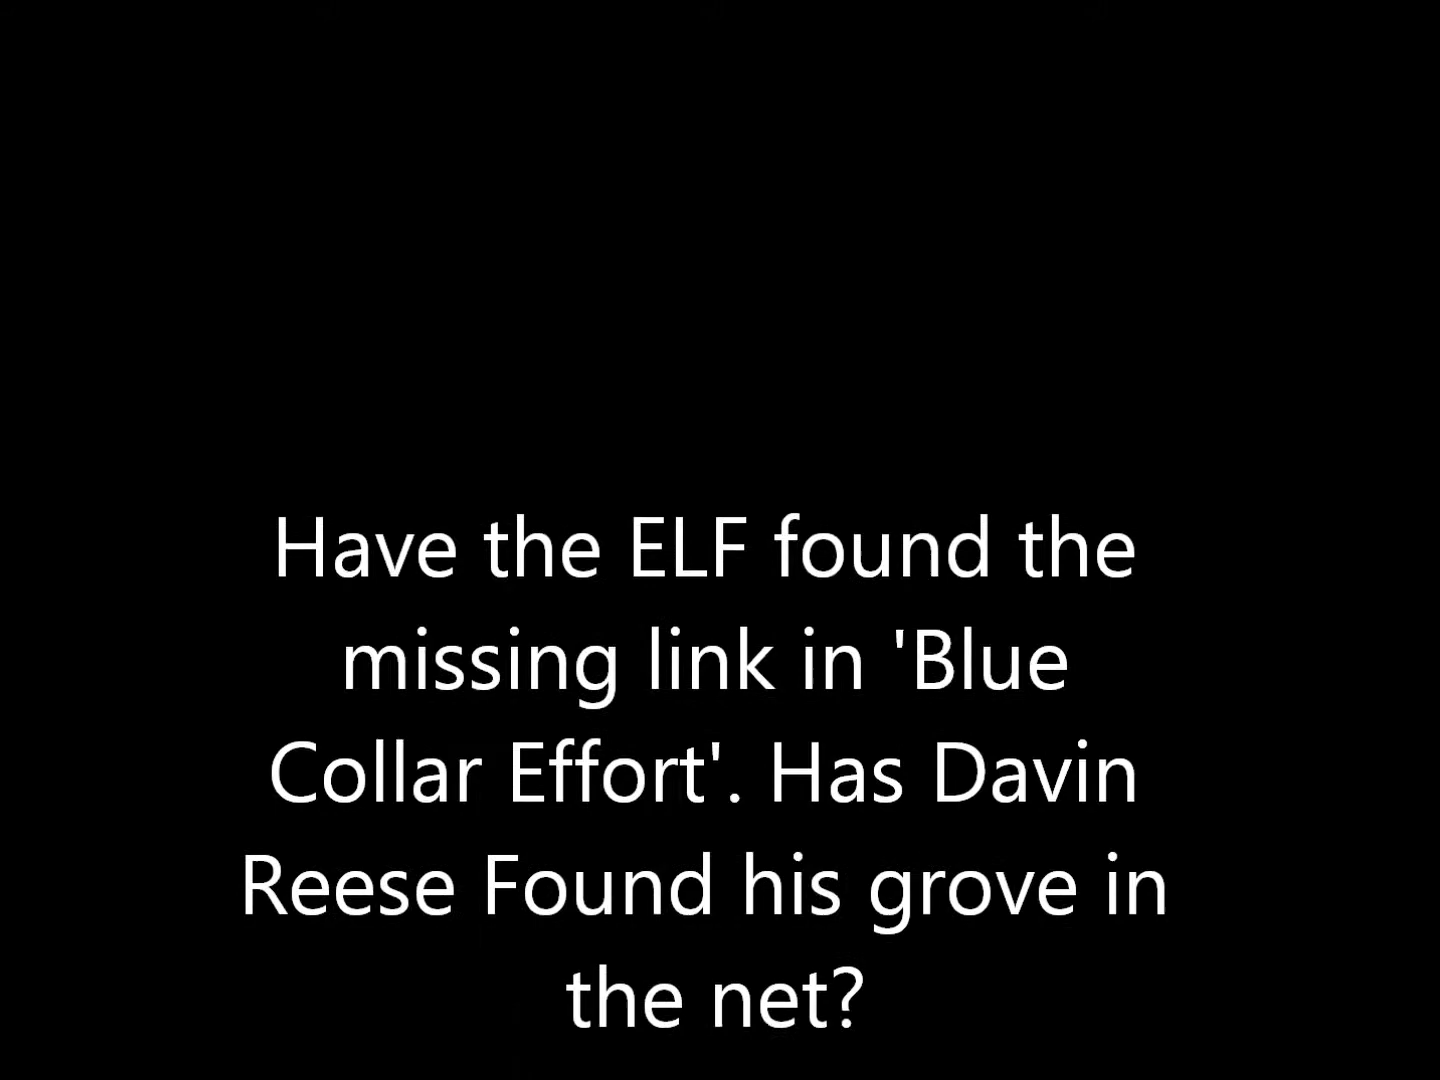 Have the ELF found the
missing link in 'Blue
Collar Effort'. Has Davin
Reese Found his grove in
the net?